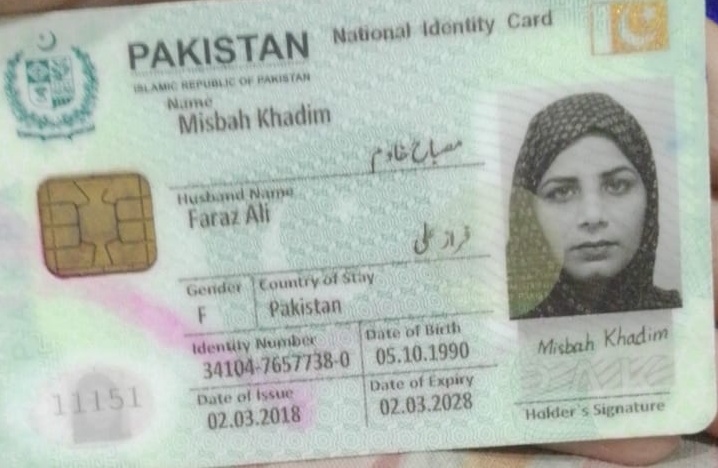 PAKISTAN National Identity Card
ISLAMIC REPUBLIC OF PAKISTAN
Name
Misbah Khadim
مصباح خادم
Husband Name
Faraz Ali
فراز علی
Gender Country of Stay
F Pakistan
Identity Number Date of Birth
34104-7657738-0 05.10.1990
Date of Issue Date of Expiry
02.03.2018 02.03.2028
11151
Misbah Khadim
Holder's Signature